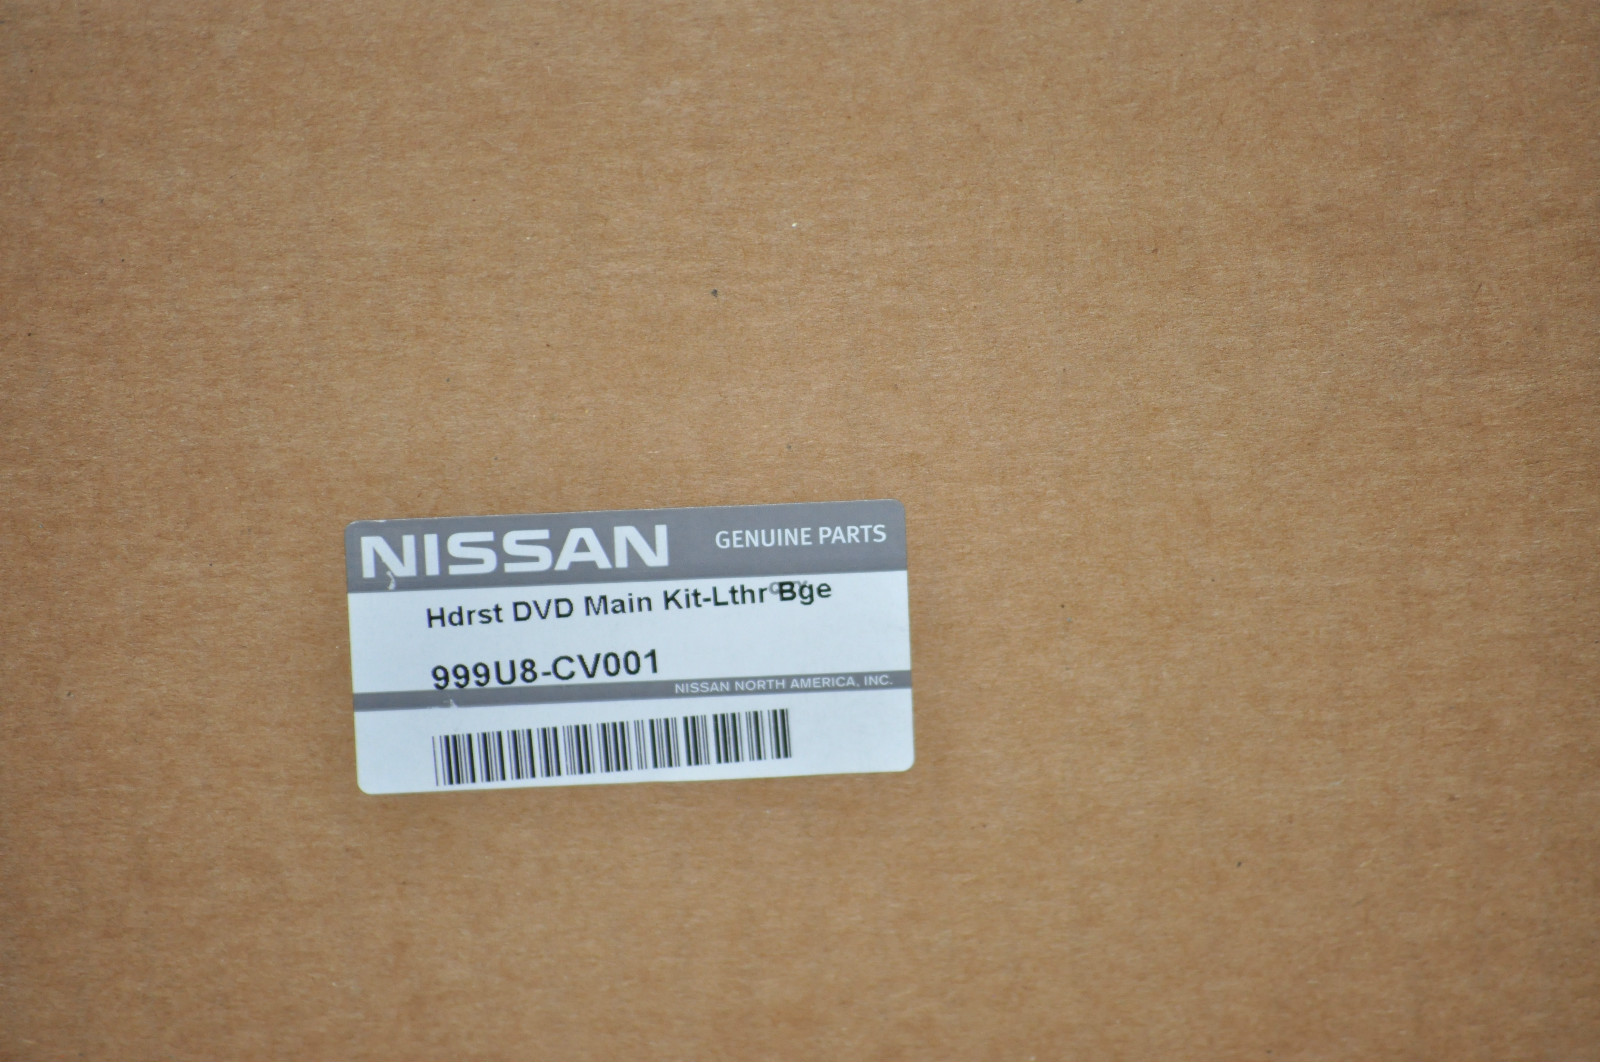 NISSAN GENUINE PARTS
Hdrst DVD Main Kit-Lthr Bge
999U8-CV001
NISSAN NORTH AMERICA, INC.